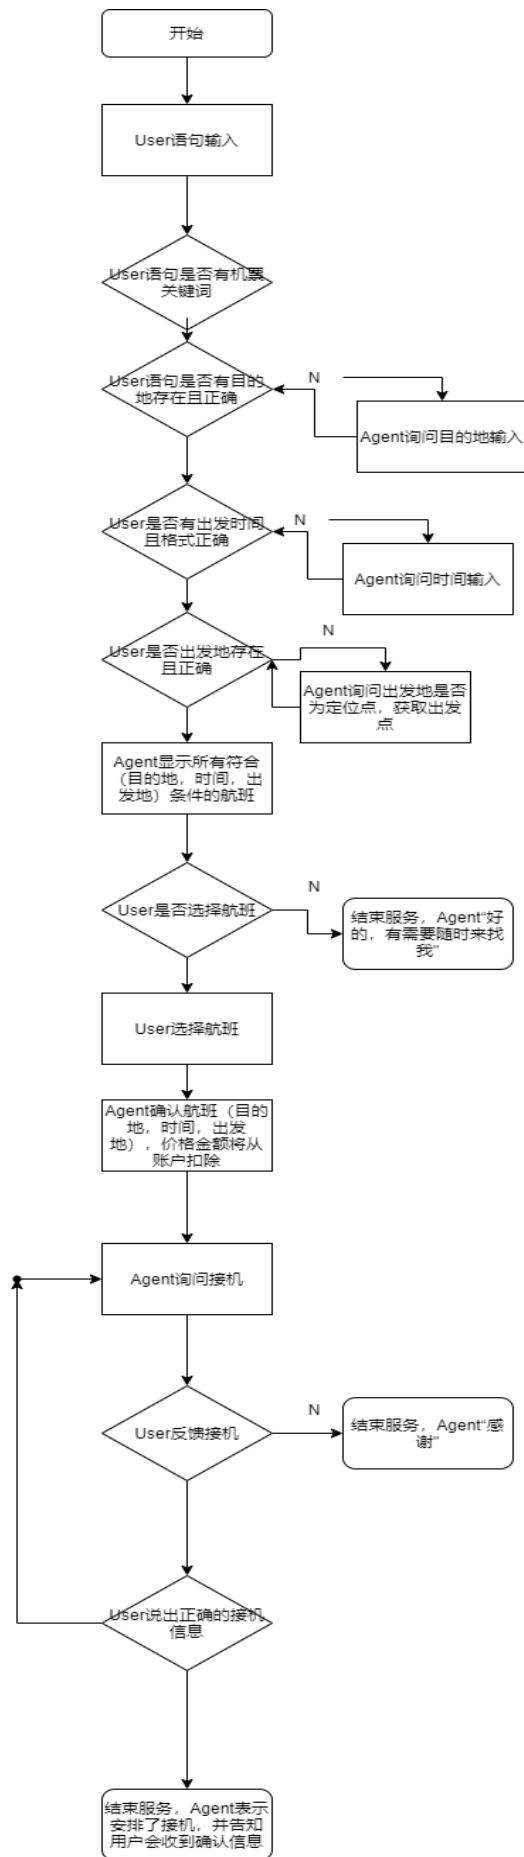 开始
User语句输入
User语句是否有机票
关键词
User语句是否有目的
地存在且正确
N
Agent询问目的地输入
User是否有出发时间
且格式正确
N
Agent询问时间输入
User是否出发地存在
且正确
N
Agent询问出发地是否
为定位点，获取出发
点
Agent显示所有符合
（目的地，时间，出
发地）条件的航班
User是否选择航班
N
结束服务，Agent“好
的，有需要随时来找
我”
User选择航班
Agent确认航班（目的
地，时间，出发
地），价格金额将从
账户扣除
Agent询问接机
User反馈接机
N
结束服务，Agent“感
谢”
User说出正确的接机
信息
结束服务，Agent表示
安排了接机，并告知
用户会收到确认信息